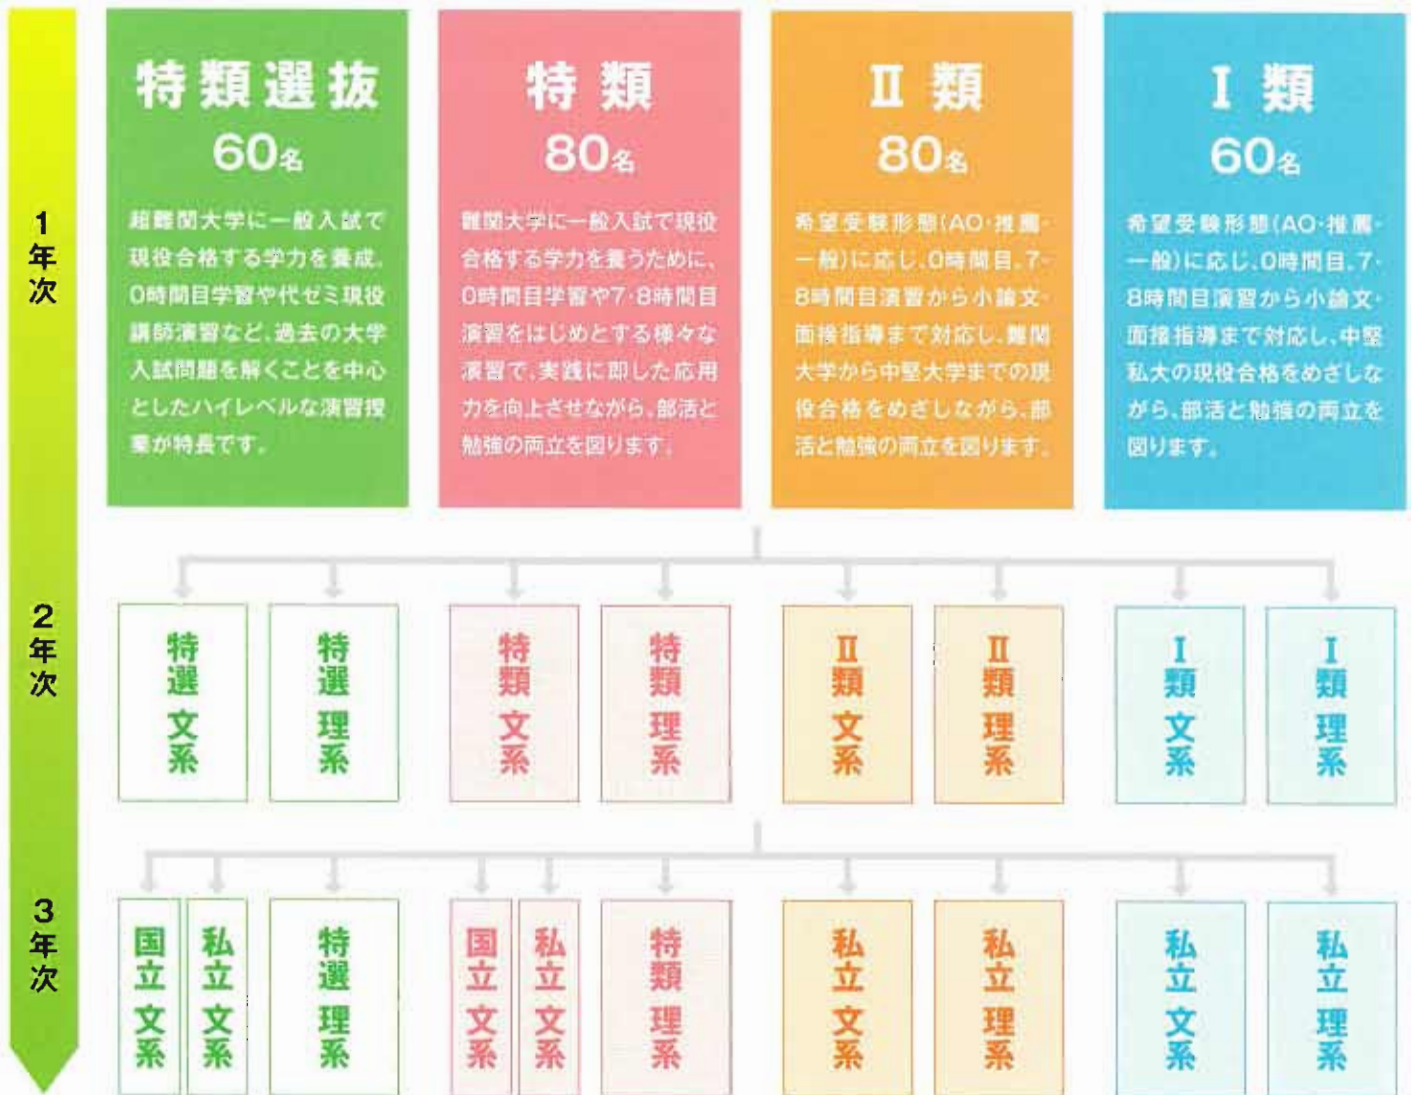 1年次
特類選抜
60名
超難関大学に一般入試で
現役合格する学力を養成。
0時間目学習や代ゼミ現役
講師演習など、過去の大学
入試問題を解くことを中心
としたハイレベルな演習授
業が特長です。
特類
80名
難関大学に一般入試で現役
合格する学力を養うために、
0時間目学習や7・8時間目
演習をはじめとする様々な
演習で、実践に即した応用
力を向上させながら、部活と
勉強の両立を図ります。
II類
80名
希望受験形態(AO・推薦・
一般)に応じ、0時間目、7・
8時間目演習から小論文・
面接指導まで対応し、難関
大学から中堅大学までの現
役合格をめざしながら、部
活と勉強の両立を図ります。
I類
60名
希望受験形態(AO・推薦・
一般)に応じ、0時間目、7・
8時間目演習から小論文・
面接指導まで対応し、中堅
私大の現役合格をめざしな
がら、部活と勉強の両立を
図ります。
2年次
特選 文系
特選 理系
特類 文系
特類 理系
II類 文系
II類 理系
I類 文系
I類 理系
3年次
国立 文系
私立 文系
特選 理系
国立 文系
私立 文系
特類 理系
私立 文系
私立 理系
私立 文系
私立 理系